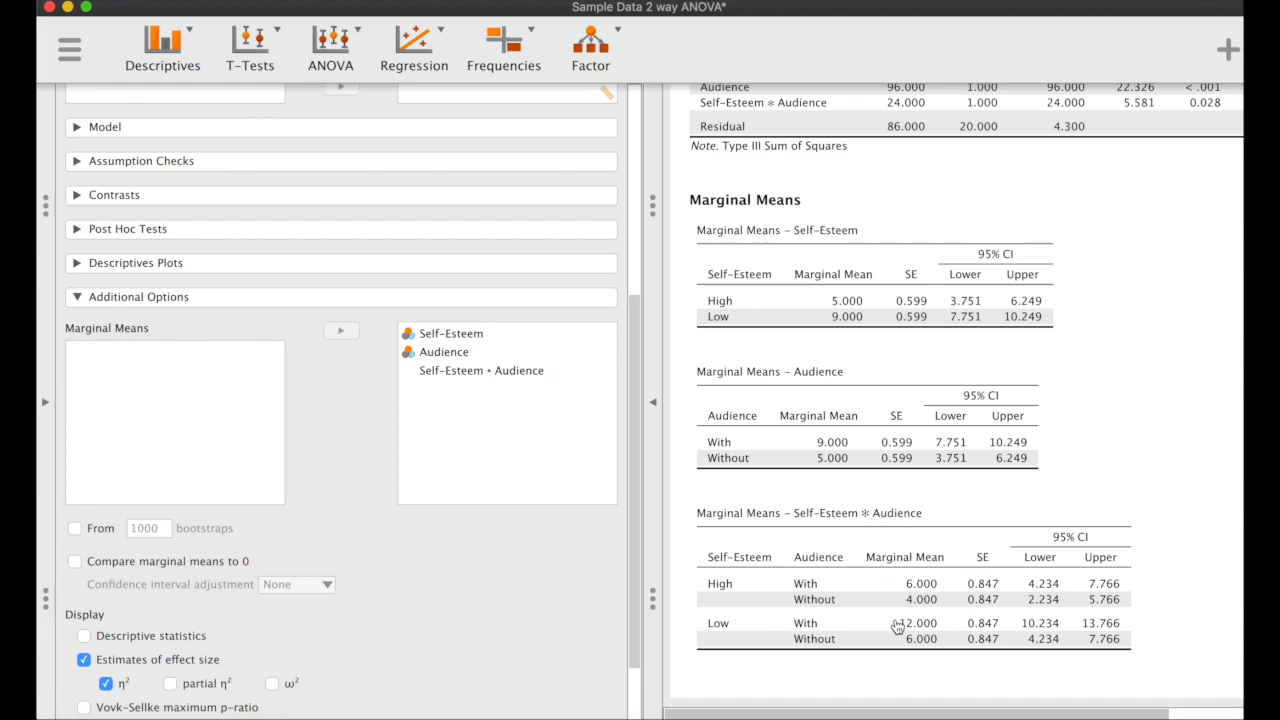 Sample Data 2 way ANOVA*
Descriptives T-Tests ANOVA Regression Frequencies Factor
Model
Assumption Checks
Contrasts
Post Hoc Tests
Descriptives Plots
Additional Options
Marginal Means
Self-Esteem
Audience
Self-Esteem * Audience
From 1000 bootstraps
Compare marginal means to 0
Confidence interval adjustment None
Display
Descriptive statistics
Estimates of effect size
η² partial η² ω²
Vovk-Sellke maximum p-ratio
Audience 96.000 1.000 96.000 22.326 < .001
Self-Esteem * Audience 24.000 1.000 24.000 5.581 0.028
Residual 86.000 20.000 4.300
Note. Type III Sum of Squares
Marginal Means
Marginal Means - Self-Esteem
95% CI
Self-Esteem Marginal Mean SE Lower Upper
High 5.000 0.599 3.751 6.249
Low 9.000 0.599 7.751 10.249
Marginal Means - Audience
95% CI
Audience Marginal Mean SE Lower Upper
With 9.000 0.599 7.751 10.249
Without 5.000 0.599 3.751 6.249
Marginal Means - Self-Esteem * Audience
95% CI
Self-Esteem Audience Marginal Mean SE Lower Upper
High With 6.000 0.847 4.234 7.766
Without 4.000 0.847 2.234 5.766
Low With 12.000 0.847 10.234 13.766
Without 6.000 0.847 4.234 7.766